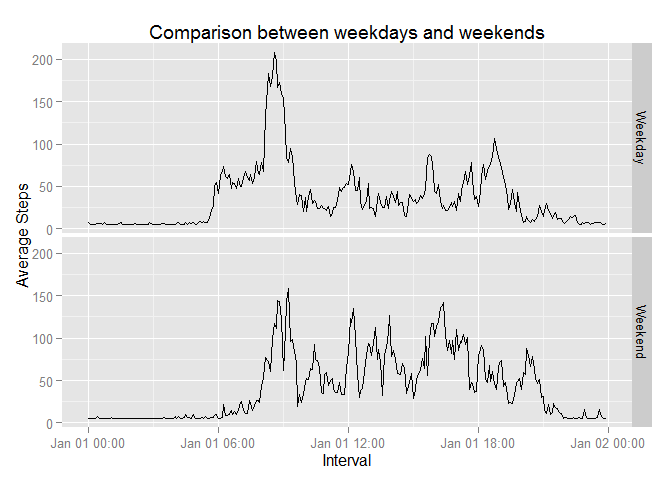 Comparison between weekdays and weekends
Average Steps
200
150
100
50
0
Weekday
200
150
100
50
0
Weekend
Jan 01 00:00 Jan 01 06:00 Jan 01 12:00 Jan 01 18:00 Jan 02 00:00
Interval